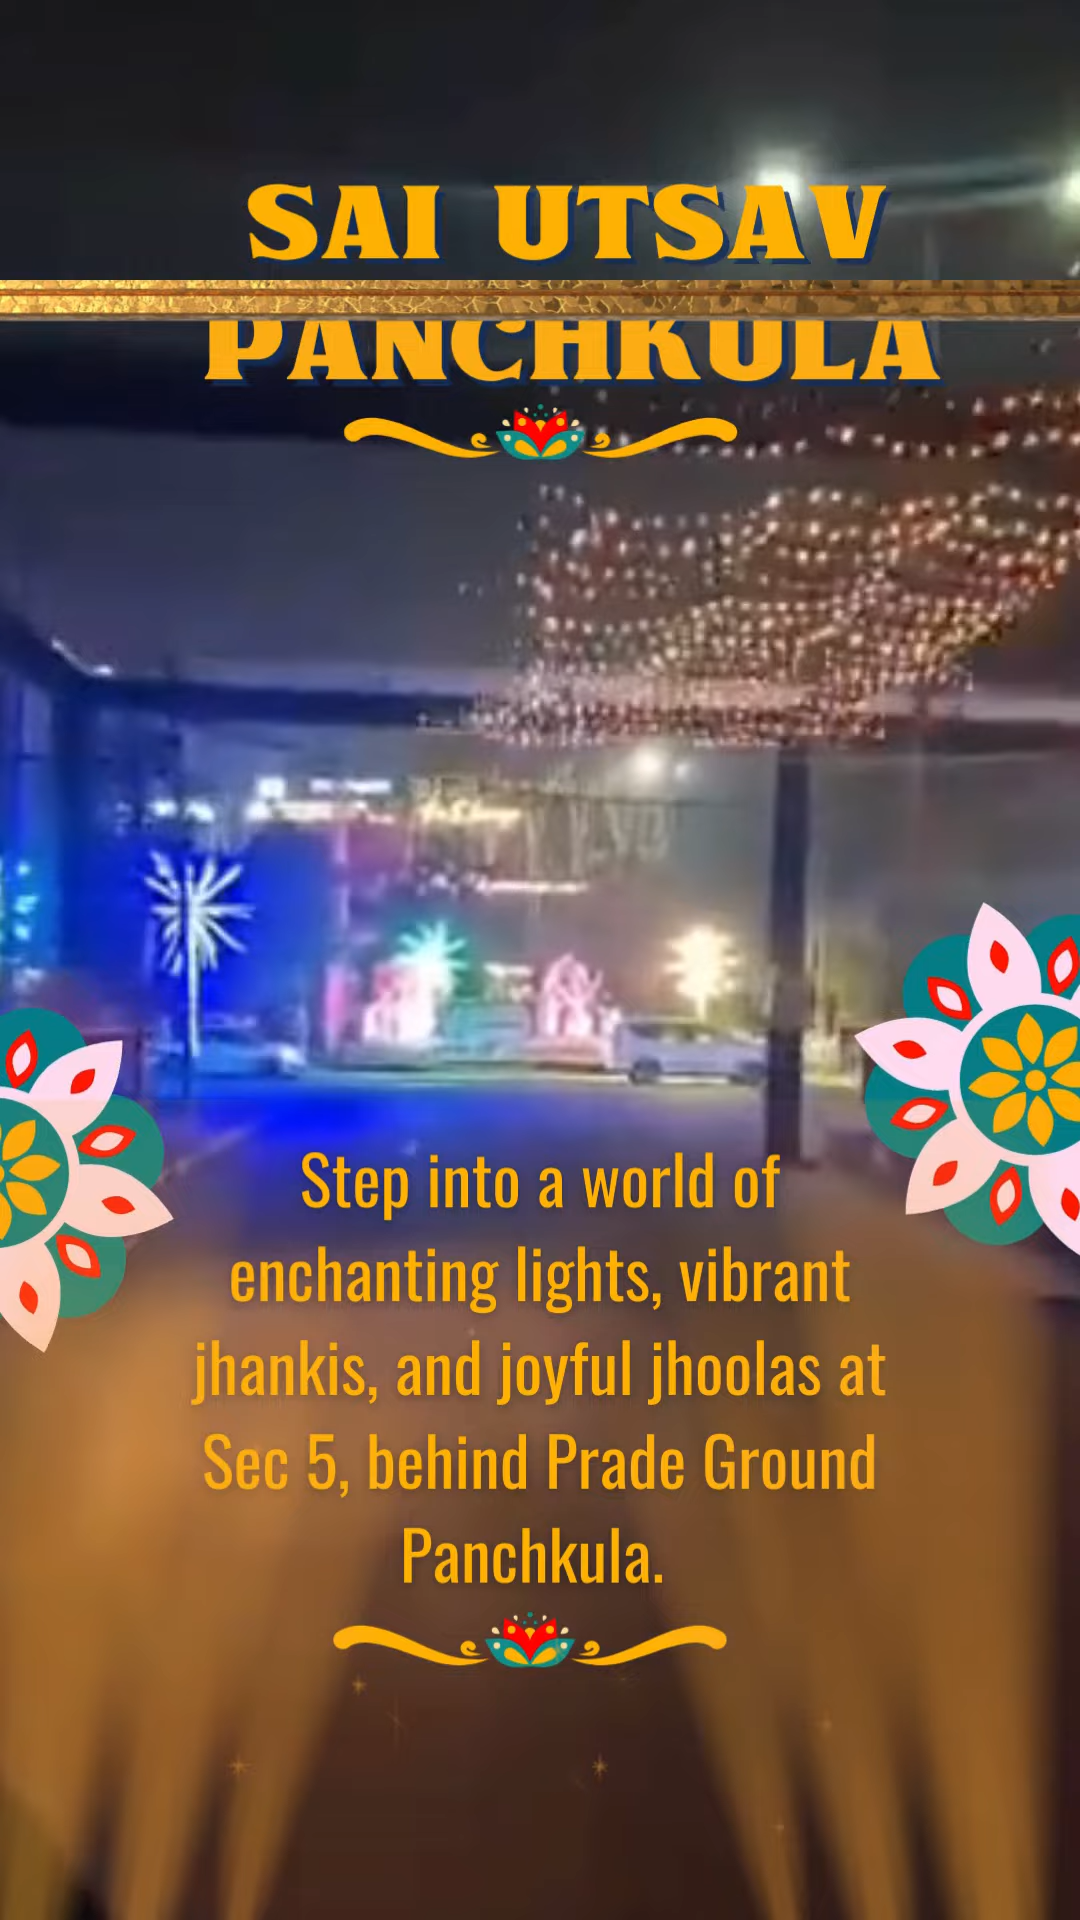 SAI UTSAV
PANCHKULA
Step into a world of
enchanting lights, vibrant
jhankis, and joyful jhoolas at
Sec 5, behind Prade Ground
Panchkula.